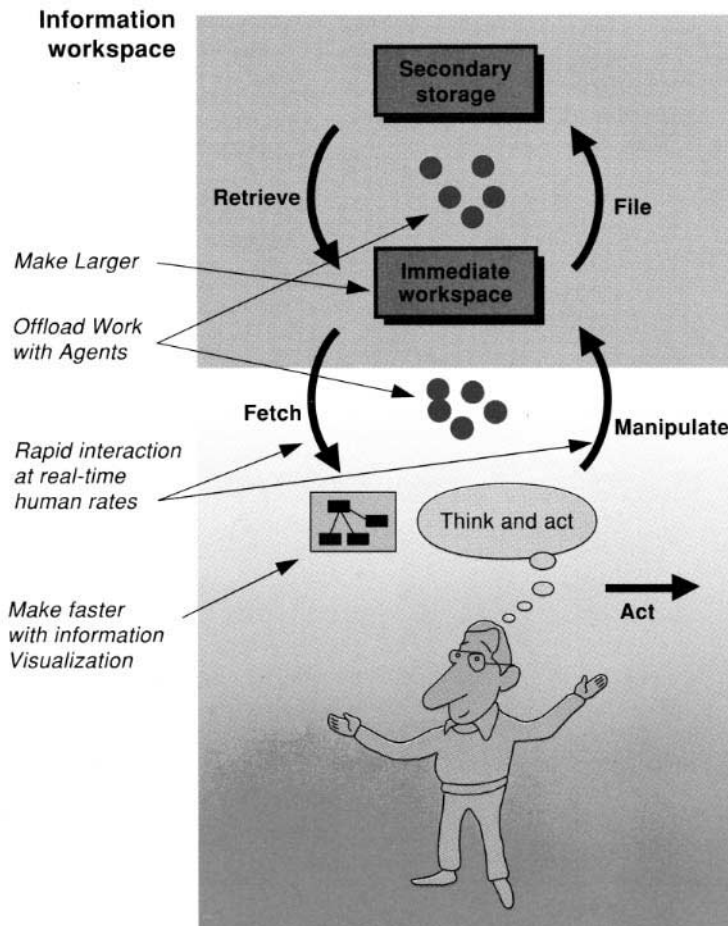 Information
workspace
Secondary
storage
Retrieve
File
Make Larger
Immediate
workspace
Offload Work
with Agents
Fetch
Manipulate
Rapid interaction
at real-time
human rates
Think and act
Make faster
with information
Visualization
Act